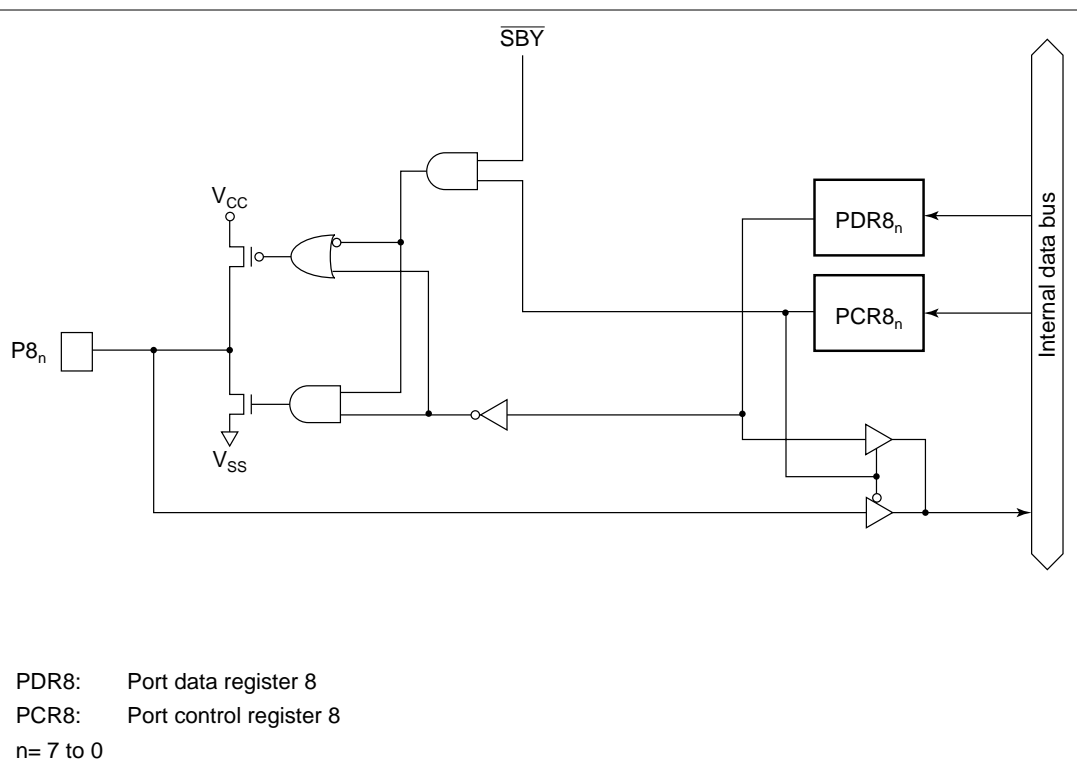 SBY
V_CC
PDR8_n
PCR8_n
Internal data bus
P8_n
V_SS
PDR8: Port data register 8
PCR8: Port control register 8
n= 7 to 0